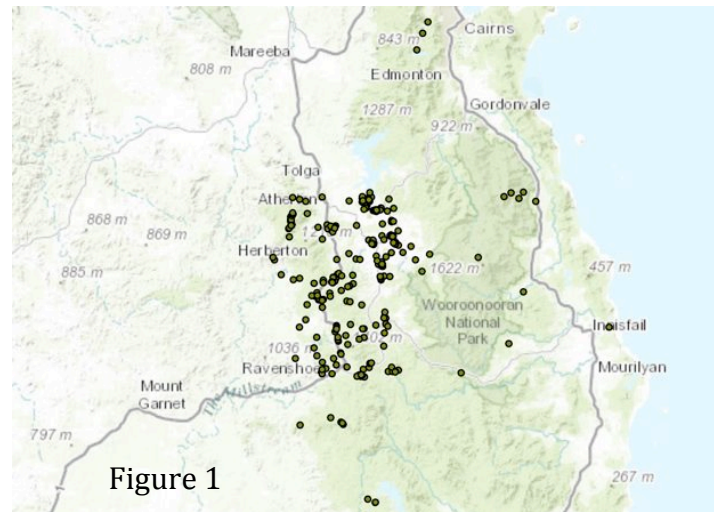 Cairns
843 m
Mareeba
808 m
Edmonton
1287 m
Gordonvale
922 m
Tolga
868 m
869 m
Herberton
885 m
1622 m
457 m
Wooroonooran
National
Park
Innisfail
1036
Ravenshoe
Mourilyan
Mount
Garnet
797 m
267 m
Figure 1